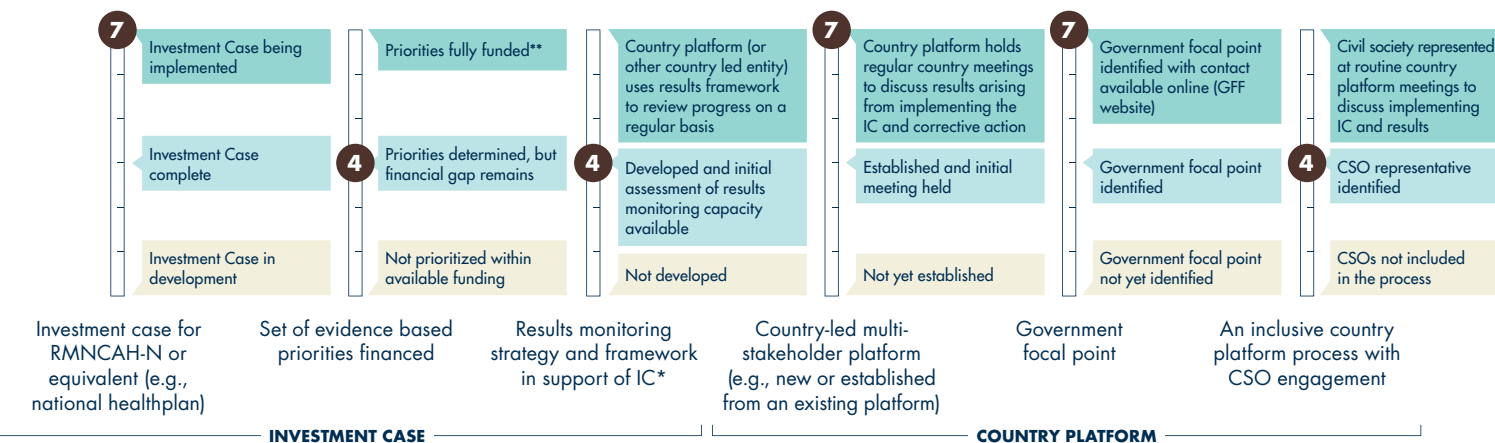 7
Investment Case being
implemented
Investment Case
complete
Investment Case in
development
Investment case for
RMNCAH-N or
equivalent (e.g.,
national healthplan)
Priorities fully funded**
4
Priorities determined, but
financial gap remains
Not prioritized within
available funding
Set of evidence based
priorities financed
Country platform (or
other country led entity)
uses results framework
to review progress on a
regular basis
4
Developed and initial
assessment of results
monitoring capacity
available
Not developed
Results monitoring
strategy and framework
in support of IC*
INVESTMENT CASE
7
Country platform holds
regular country meetings
to discuss results arising
from implementing the
IC and corrective action
Established and initial
meeting held
Not yet established
Country-led multi-
stakeholder platform
(e.g., new or established
from an existing platform)
7
Government focal point
identified with contact
available online (GFF
website)
Government focal point
identified
Government focal point
not yet identified
Government
focal point
Civil society represented
at routine country
platform meetings to
discuss implementing
IC and results
4
CSO representative
identified
CSOs not included
in the process
An inclusive country
platform process with
CSO engagement
COUNTRY PLATFORM